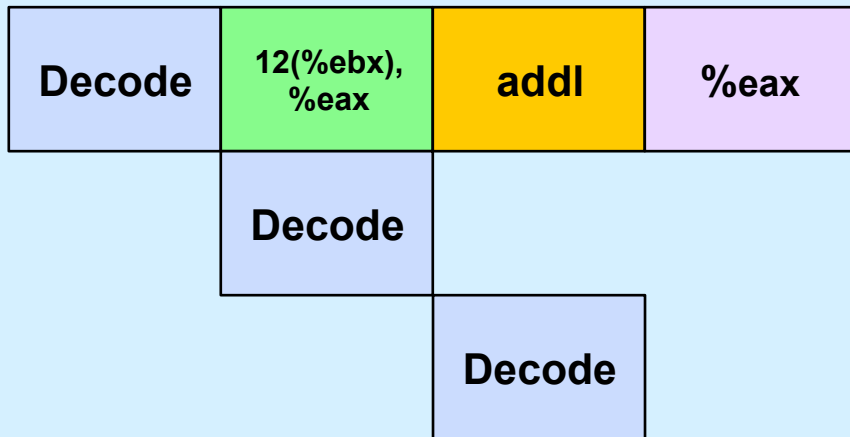 Decode
12(%ebx),
%eax
addl
%eax
Decode
Decode